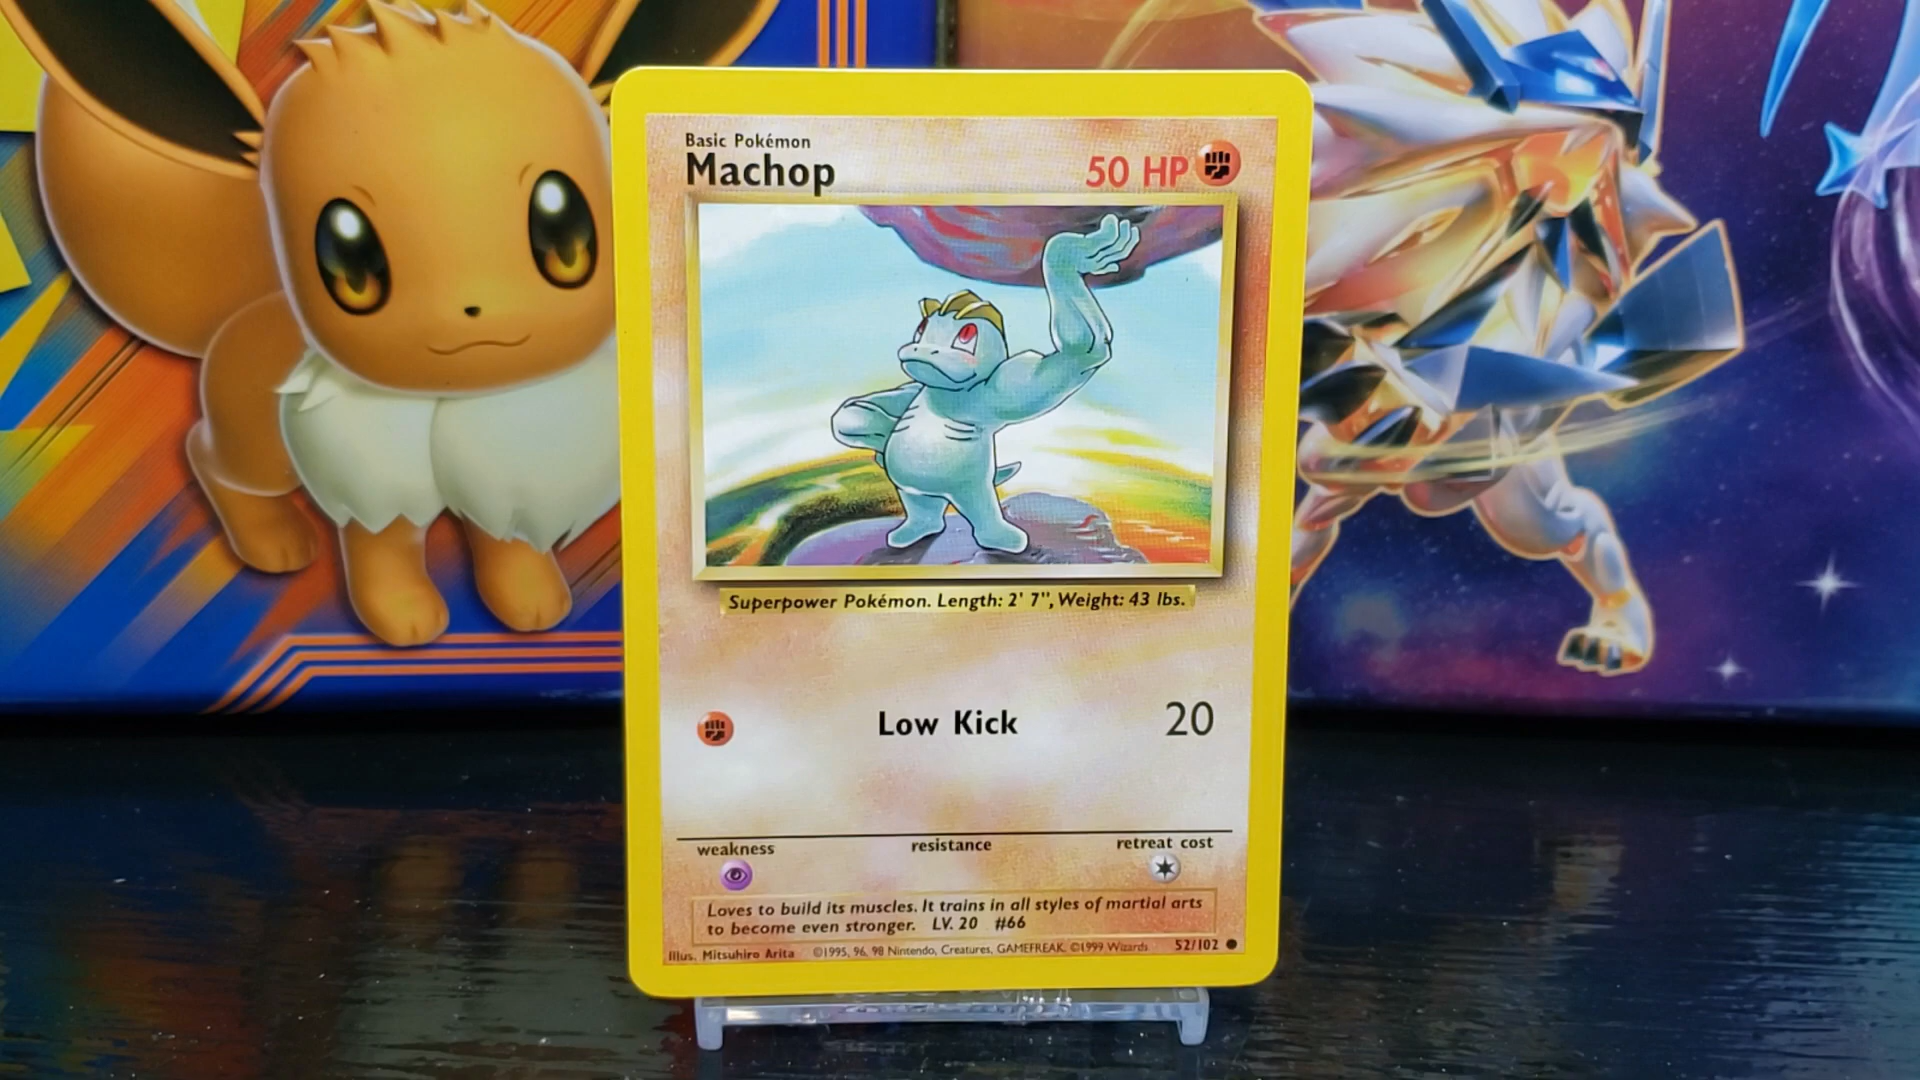 Basic Pokémon
Machop
50 HP
Superpower Pokémon. Length: 2' 7", Weight: 43 lbs.
Low Kick 20
weakness resistance retreat cost
Loves to build its muscles. It trains in all styles of martial arts
to become even stronger. LV. 20 #66
Illus. Mitsuhiro Arita ©1995, 96, 98 Nintendo, Creatures, GAMEFREAK. ©1999 Wizards 52/102